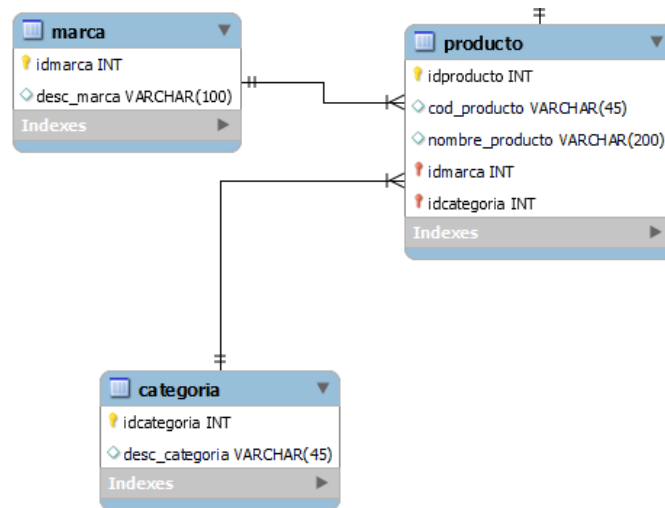 marca
idmarca INT
desc_marca VARCHAR(100)
Indexes
producto
idproducto INT
cod_producto VARCHAR(45)
nombre_producto VARCHAR(200)
idmarca INT
idcategoria INT
Indexes
categoria
idcategoria INT
desc_categoria VARCHAR(45)
Indexes